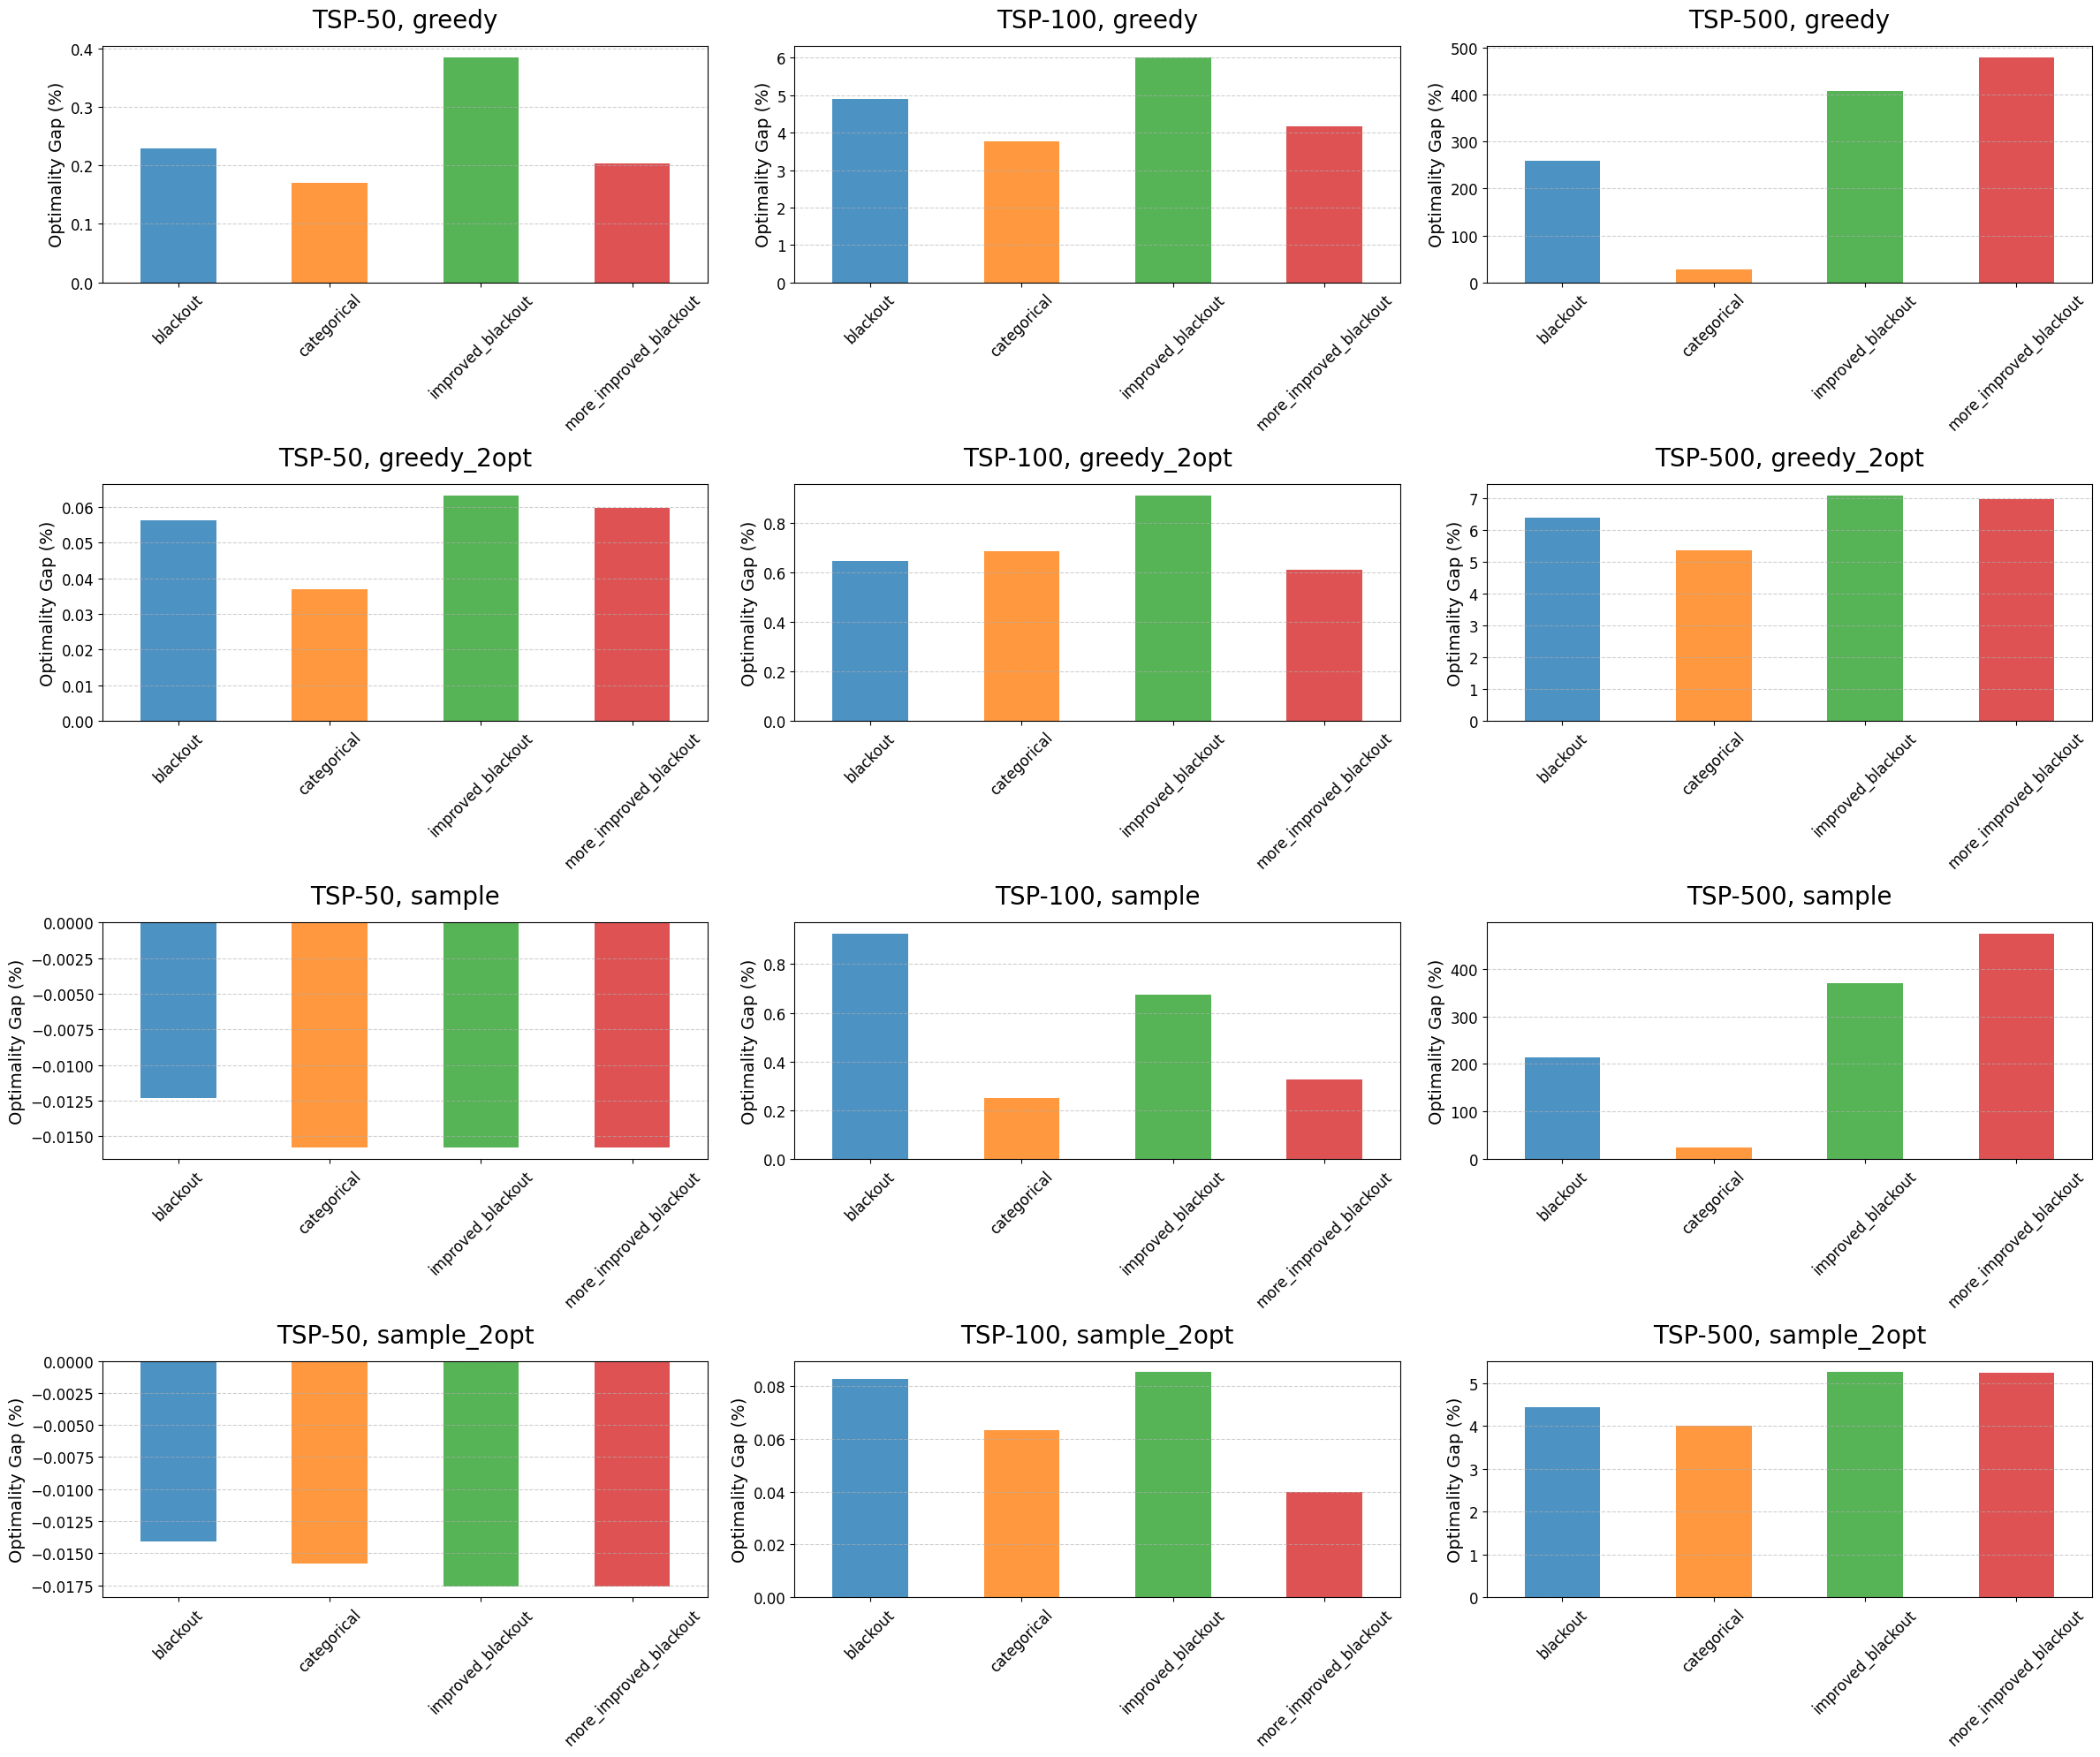 TSP-50, greedy
Optimality Gap (%)
0.4
0.3
0.2
0.1
0.0
blackout
categorical
improved_blackout
more_improved_blackout
TSP-100, greedy
Optimality Gap (%)
6
5
4
3
2
1
0
blackout
categorical
improved_blackout
more_improved_blackout
TSP-500, greedy
Optimality Gap (%)
500
400
300
200
100
0
blackout
categorical
improved_blackout
more_improved_blackout
TSP-50, greedy_2opt
Optimality Gap (%)
0.06
0.05
0.04
0.03
0.02
0.01
0.00
blackout
categorical
improved_blackout
more_improved_blackout
TSP-100, greedy_2opt
Optimality Gap (%)
0.8
0.6
0.4
0.2
0.0
blackout
categorical
improved_blackout
more_improved_blackout
TSP-500, greedy_2opt
Optimality Gap (%)
7
6
5
4
3
2
1
0
blackout
categorical
improved_blackout
more_improved_blackout
TSP-50, sample
Optimality Gap (%)
0.0000
−0.0025
−0.0050
−0.0075
−0.0100
−0.0125
−0.0150
blackout
categorical
improved_blackout
more_improved_blackout
TSP-100, sample
Optimality Gap (%)
0.8
0.6
0.4
0.2
0.0
blackout
categorical
improved_blackout
more_improved_blackout
TSP-500, sample
Optimality Gap (%)
400
300
200
100
0
blackout
categorical
improved_blackout
more_improved_blackout
TSP-50, sample_2opt
Optimality Gap (%)
0.0000
−0.0025
−0.0050
−0.0075
−0.0100
−0.0125
−0.0150
−0.0175
blackout
categorical
improved_blackout
more_improved_blackout
TSP-100, sample_2opt
Optimality Gap (%)
0.08
0.06
0.04
0.02
0.00
blackout
categorical
improved_blackout
more_improved_blackout
TSP-500, sample_2opt
Optimality Gap (%)
5
4
3
2
1
0
blackout
categorical
improved_blackout
more_improved_blackout